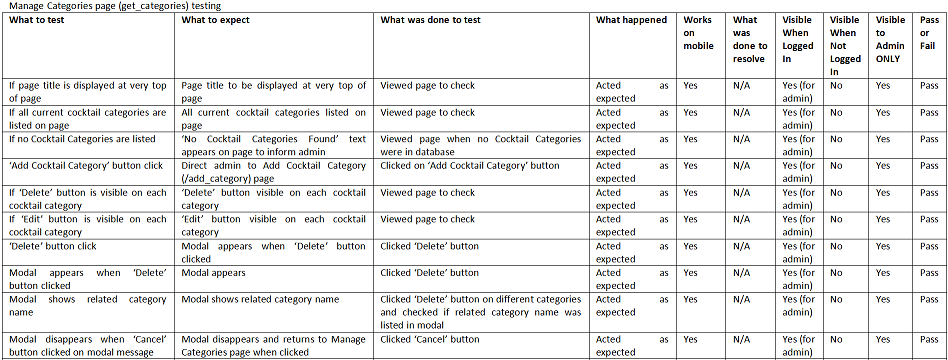 Manage Categories page (get_categories) testing
What to test What to expect What was done to test What happened Works What Visible Visible Visible Pass
on was When When to or
mobile done to Logged Not Admin Fail
resolve In Logged ONLY
In
If page title is displayed at very top Page title to be displayed at very top of Viewed page to check Acted as Yes N/A Yes (for No Yes Pass
of page page expected admin)
If all current cocktail categories are All current cocktail categories listed on Viewed page to check Acted as Yes N/A Yes (for No Yes Pass
listed on page page expected admin)
If no Cocktail Categories are listed ‘No Cocktail Categories Found’ text Viewed page when no Cocktail Categories Acted as Yes N/A Yes (for No Yes Pass
appears on page to inform admin were in database expected admin)
‘Add Cocktail Category’ button click Direct admin to Add Cocktail Category Clicked on ‘Add Cocktail Category’ button Acted as Yes N/A Yes (for No Yes Pass
(/add_category) page expected admin)
If ‘Delete’ button is visible on each ‘Delete’ button visible on each cocktail Viewed page to check Acted as Yes N/A Yes (for No Yes Pass
cocktail category category expected admin)
If ‘Edit’ button is visible on each ‘Edit’ button visible on each cocktail Viewed page to check Acted as Yes N/A Yes (for No Yes Pass
cocktail category category expected admin)
‘Delete’ button click Modal appears when ‘Delete’ button Clicked ‘Delete’ button Acted as Yes N/A Yes (for No Yes Pass
clicked expected admin)
Modal appears when ‘Delete’ Modal appears Clicked ‘Delete’ button Acted as Yes N/A Yes (for No Yes Pass
button clicked expected admin)
Modal shows related category Modal shows related category name Clicked ‘Delete’ button on different categories Acted as Yes N/A Yes (for No Yes Pass
name and checked if related category name was expected admin)
listed in modal
Modal disappears when ‘Cancel’ Modal disappears and returns to Manage Clicked ‘Cancel’ button Acted as Yes N/A Yes (for No Yes Pass
button clicked on modal message Categories page when clicked expected admin)